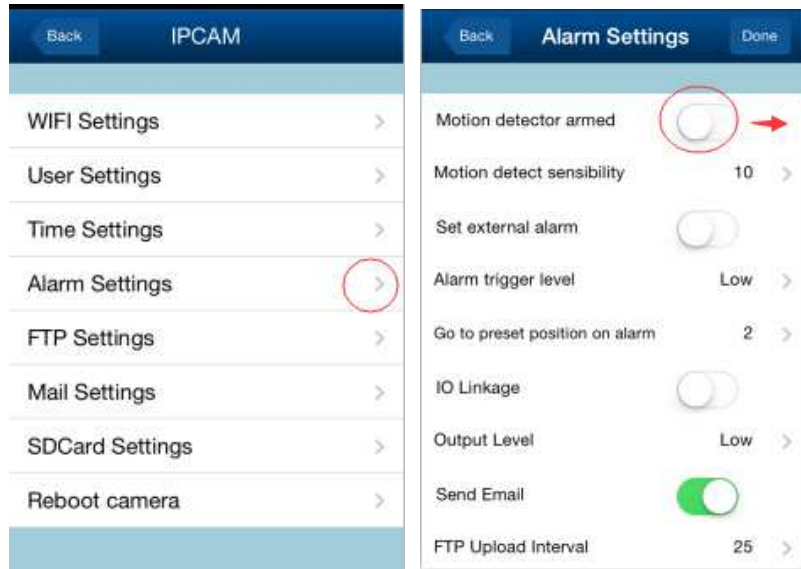 Back IPCAM
WIFI Settings
User Settings
Time Settings
Alarm Settings
FTP Settings
Mail Settings
SDCard Settings
Reboot camera
Back Alarm Settings Done
Motion detector armed
Motion detect sensibility 10
Set external alarm
Alarm trigger level Low
Go to preset position on alarm 2
IO Linkage
Output Level Low
Send Email
FTP Upload Interval 25